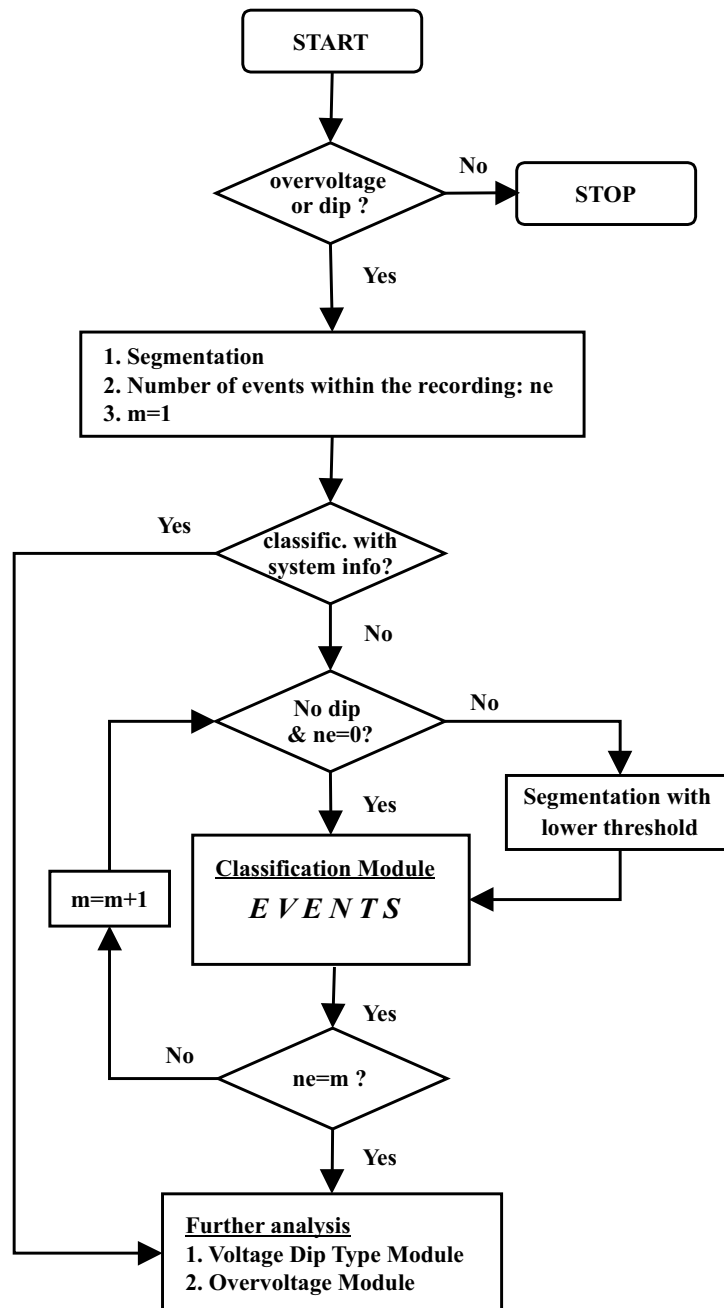 START
overvoltage
or dip ?
No
STOP
Yes
1. Segmentation
2. Number of events within the recording: ne
3. m=1
Yes
classific. with
system info?
No
No dip
& ne=0?
No
Yes
Segmentation with
lower threshold
Classification Module
EVENTS
m=m+1
Yes
No
ne=m ?
Yes
Further analysis
1. Voltage Dip Type Module
2. Overvoltage Module